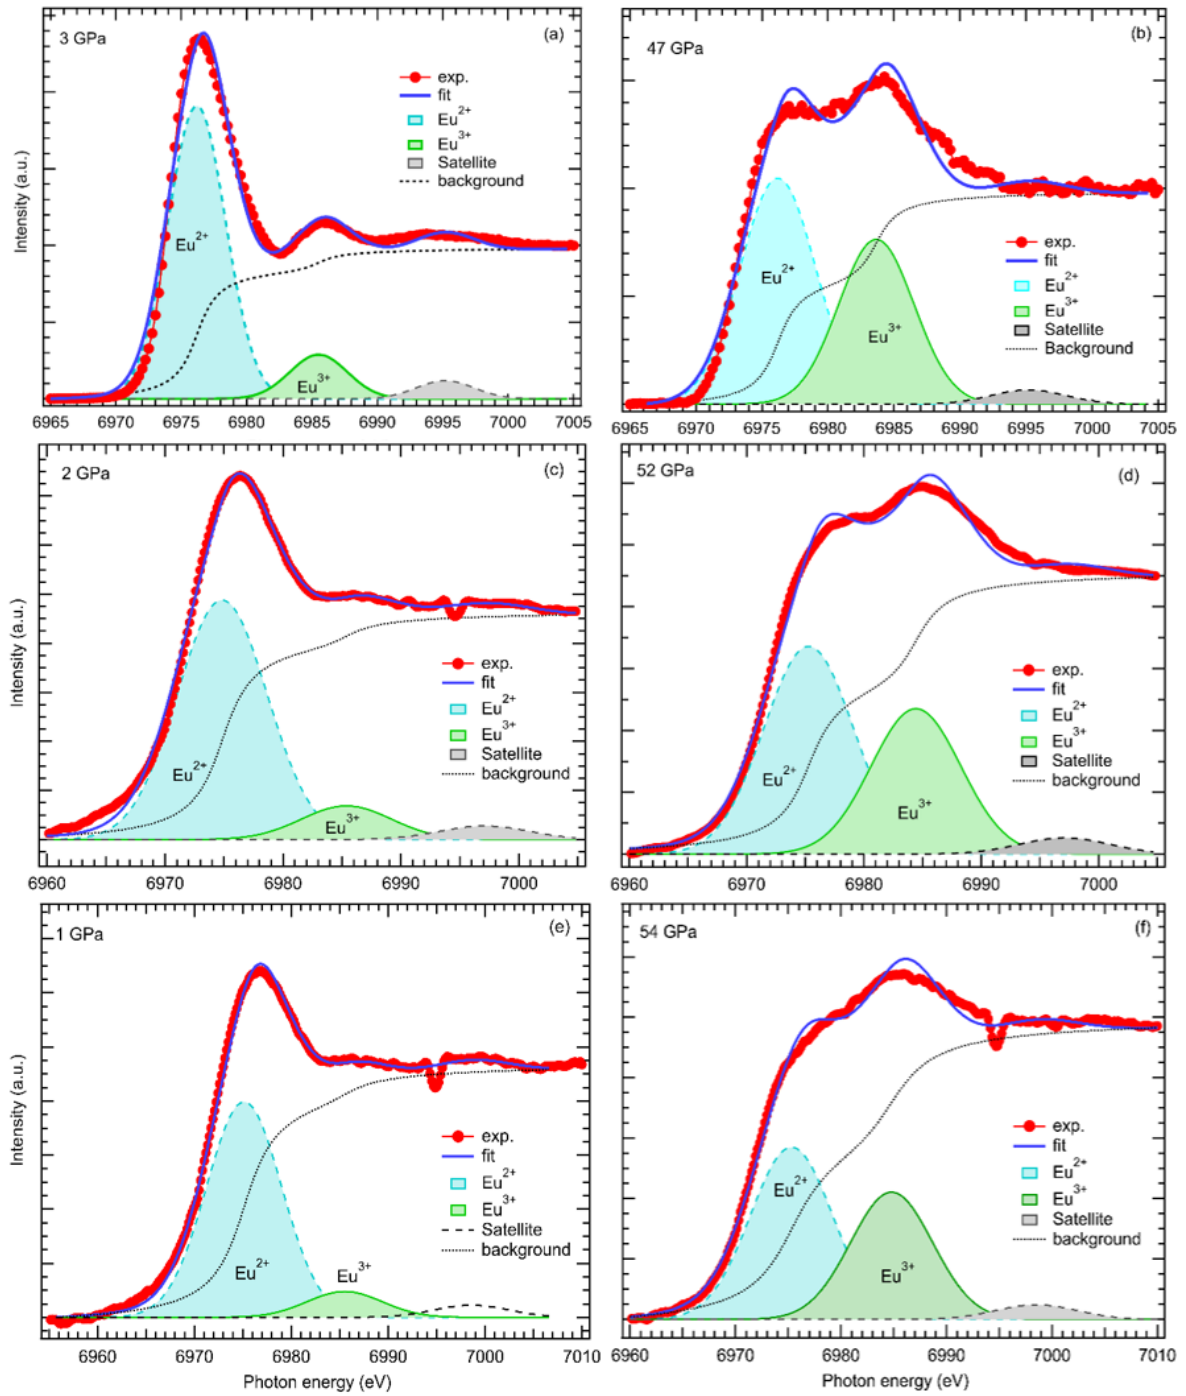 3 GPa
(a)
exp.
fit
Eu2+
Eu3+
Satellite
background
Eu2+
Eu3+
Intensity (a.u.)
6965 6970 6975 6980 6985 6990 6995 7000 7005
47 GPa
(b)
Eu2+
Eu3+
exp.
fit
Eu2+
Eu3+
Satellite
Background
6965 6970 6975 6980 6985 6990 6995 7000 7005
2 GPa
(c)
exp.
fit
Eu2+
Eu3+
Satellite
background
Eu2+
Eu3+
Intensity (a.u.)
6960 6970 6980 6990 7000
52 GPa
(d)
exp.
fit
Eu2+
Eu3+
Satellite
background
Eu2+
Eu3+
6960 6970 6980 6990 7000
1 GPa
(e)
exp.
fit
Eu2+
Eu3+
Satellite
background
Eu2+
Eu3+
Intensity (a.u.)
6960 6970 6980 6990 7000 7010
Photon energy (eV)
54 GPa
(f)
exp.
fit
Eu2+
Eu3+
Satellite
background
Eu2+
Eu3+
6960 6970 6980 6990 7000 7010
Photon energy (eV)